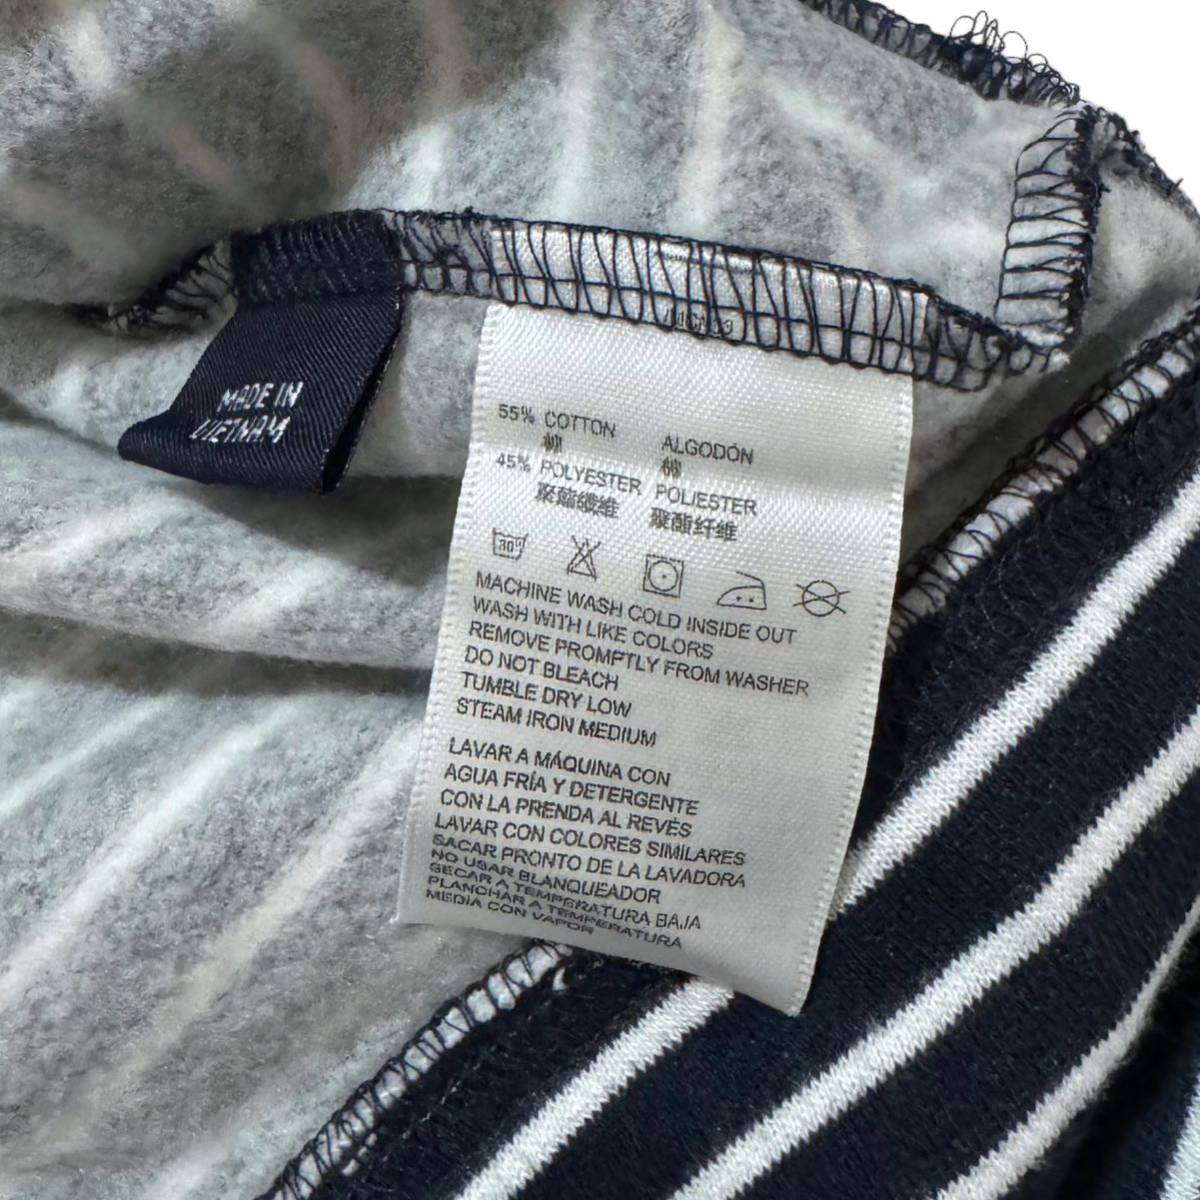 MADE IN
VIETNAM
55% COTTON ALGODÓN
棉 棉
45% POLYESTER POLIESTER
聚酯纖維 聚酯纤维
30°
MACHINE WASH COLD INSIDE OUT
WASH WITH LIKE COLORS
REMOVE PROMPTLY FROM WASHER
DO NOT BLEACH
TUMBLE DRY LOW
STEAM IRON MEDIUM
LAVAR A MÁQUINA CON
AGUA FRÍA Y DETERGENTE
CON LA PRENDA AL REVÉS
LAVAR CON COLORES SIMILARES
SACAR PRONTO DE LA LAVADORA
NO USAR BLANQUEADOR
SECAR A TEMPERATURA BAJA
PLANCHAR A TEMPERATURA
MEDIA CON VAPOR